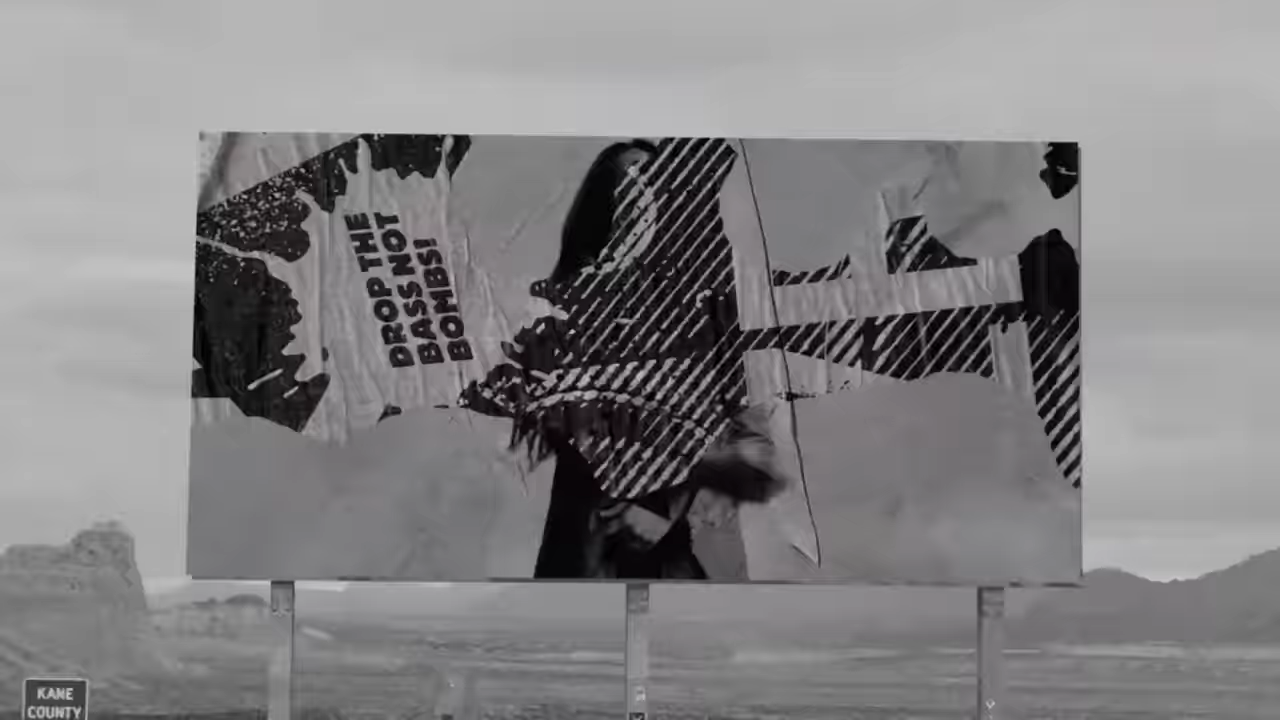 DROP THE
BASS NOT
BOMBS!
KANE
COUNTY